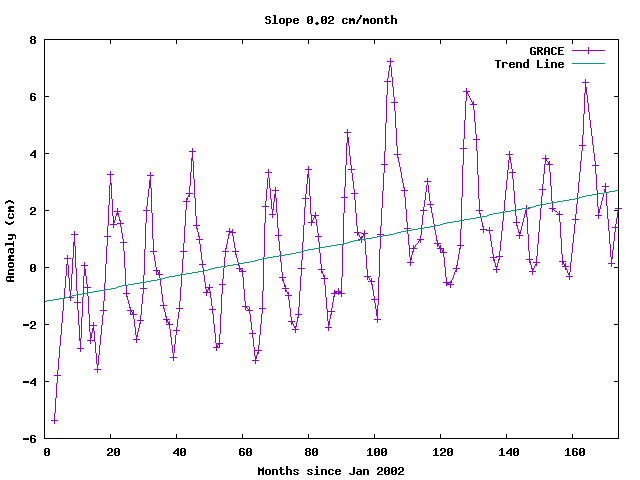 Slope 0.02 cm/month
GRACE
Trend Line
8
6
4
2
0
-2
-4
-6
Anomaly (cm)
0 20 40 60 80 100 120 140 160
Months since Jan 2002